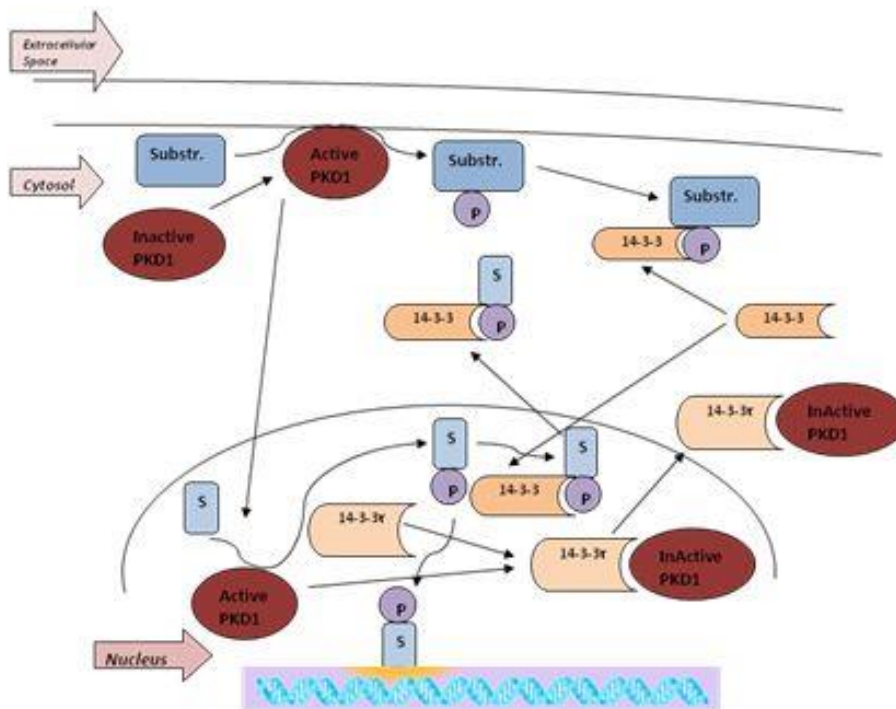 Extracellular
Space
Substr.
Active
PKD1
Substr.
Cytosol
Substr.
Inactive
PKD1
P
14-3-3
P
S
14-3-3
P
14-3-3
14-3-3τ
InActive
PKD1
S
S
S
P
14-3-3
P
14-3-3τ
14-3-3τ
InActive
PKD1
Active
PKD1
P
S
Nucleus